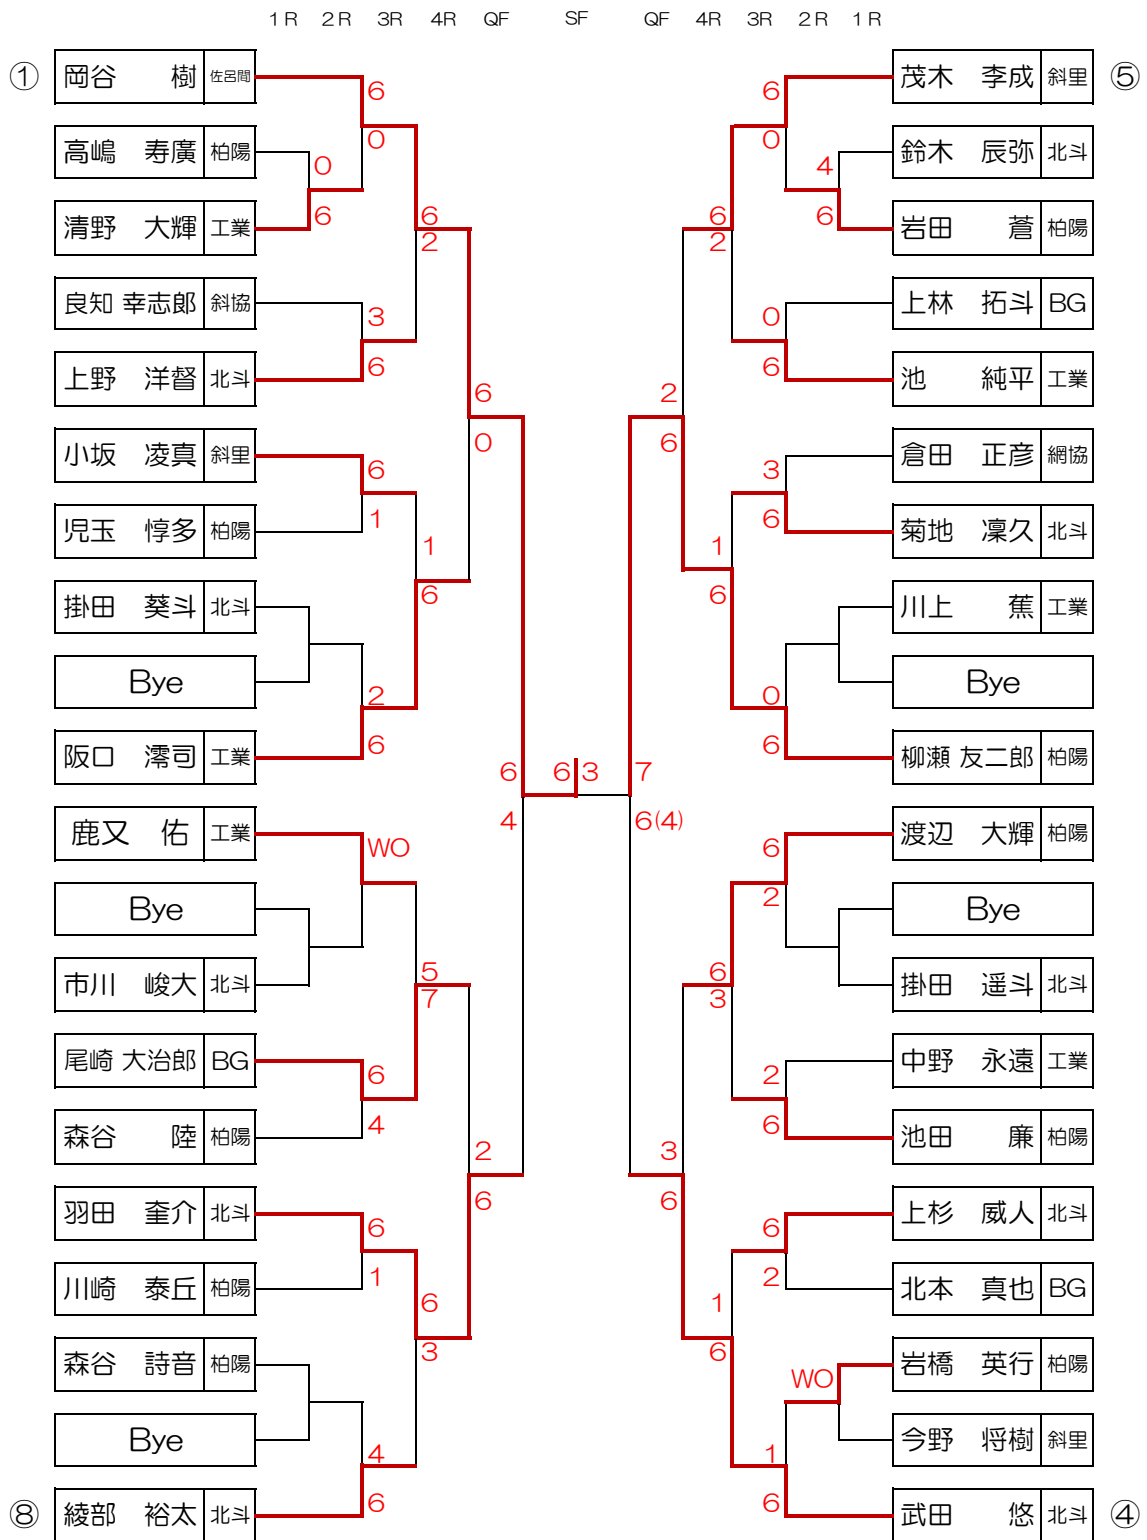 1R 2R 3R 4R QF SF QF 4R 3R 2R 1R
① 岡谷 樹 佐呂間
6
0
高嶋 寿廣 柏陽
0
6
清野 大輝 工業
6
2
良知 幸志郎 斜協
3
6
上野 洋督 北斗
6
0
小坂 凌真 斜里
6
1
児玉 惇多 柏陽
1
6
掛田 葵斗 北斗
Bye
2
6
阪口 澪司 工業
6
4
鹿又 佑 工業
WO
Bye
市川 峻大 北斗
5
7
尾崎 大治郎 BG
6
4
森谷 陸 柏陽
2
6
羽田 奎介 北斗
6
1
川崎 泰丘 柏陽
6
3
森谷 詩音 柏陽
Bye
4
6
⑧ 綾部 裕太 北斗
6 3
茂木 李成 斜里 ⑤
6
0
鈴木 辰弥 北斗
4
6
岩田 蒼 柏陽
6
2
上林 拓斗 BG
0
6
池 純平 工業
2
6
倉田 正彦 網協
3
6
菊地 凜久 北斗
1
6
川上 蕉 工業
Bye
0
6
柳瀬 友二郎 柏陽
7
6(4)
渡辺 大輝 柏陽
6
2
Bye
掛田 遥斗 北斗
6
3
中野 永遠 工業
2
6
池田 廉 柏陽
3
6
上杉 威人 北斗
6
2
北本 真也 BG
1
6
岩橋 英行 柏陽
WO
今野 将樹 斜里
1
6
武田 悠 北斗 ④